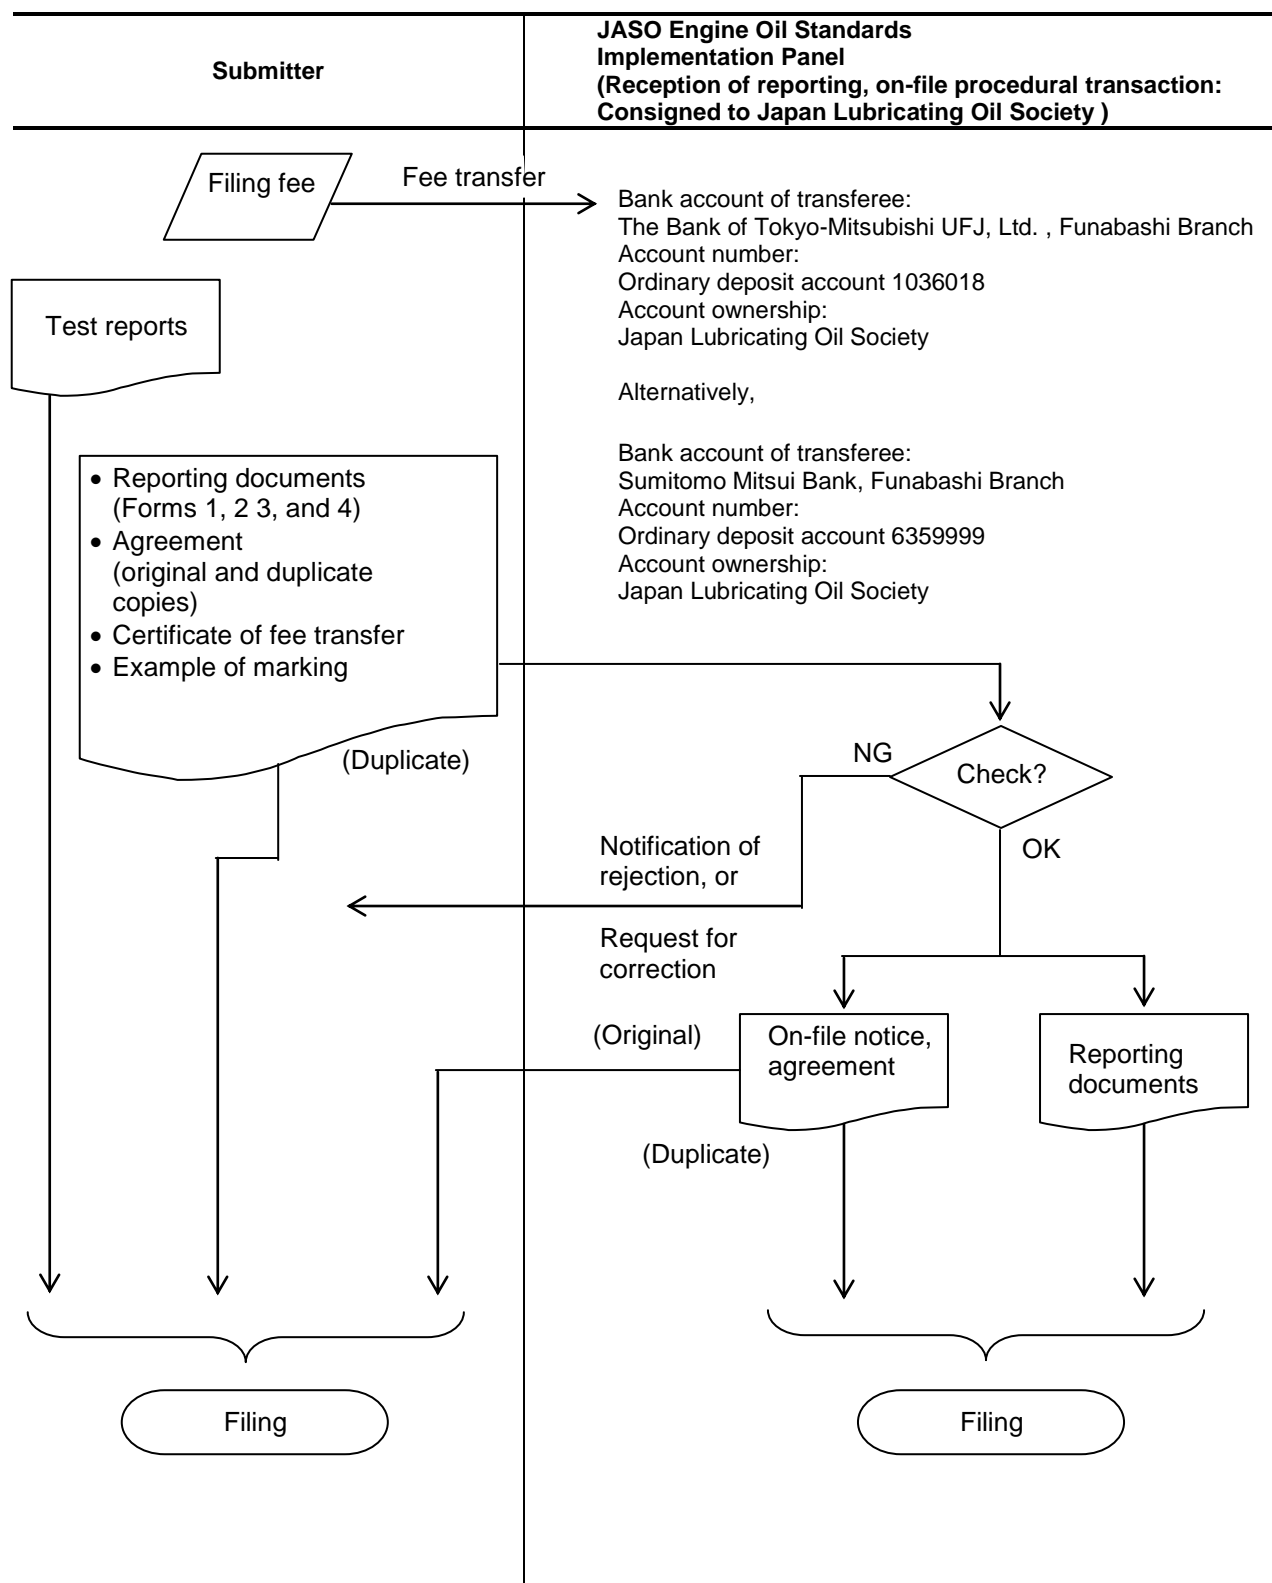 Submitter
JASO Engine Oil Standards
Implementation Panel
(Reception of reporting, on-file procedural transaction:
Consigned to Japan Lubricating Oil Society )
Filing fee
Fee transfer
Bank account of transferee:
The Bank of Tokyo-Mitsubishi UFJ, Ltd. , Funabashi Branch
Account number:
Ordinary deposit account 1036018
Account ownership:
Japan Lubricating Oil Society
Test reports
Alternatively,
Bank account of transferee:
Sumitomo Mitsui Bank, Funabashi Branch
Account number:
Ordinary deposit account 6359999
Account ownership:
Japan Lubricating Oil Society
• Reporting documents
(Forms 1, 2 3, and 4)
• Agreement
(original and duplicate
copies)
• Certificate of fee transfer
• Example of marking
(Duplicate)
NG
Check?
OK
Notification of
rejection, or
Request for
correction
(Original)
On-file notice,
agreement
Reporting
documents
(Duplicate)
Filing
Filing